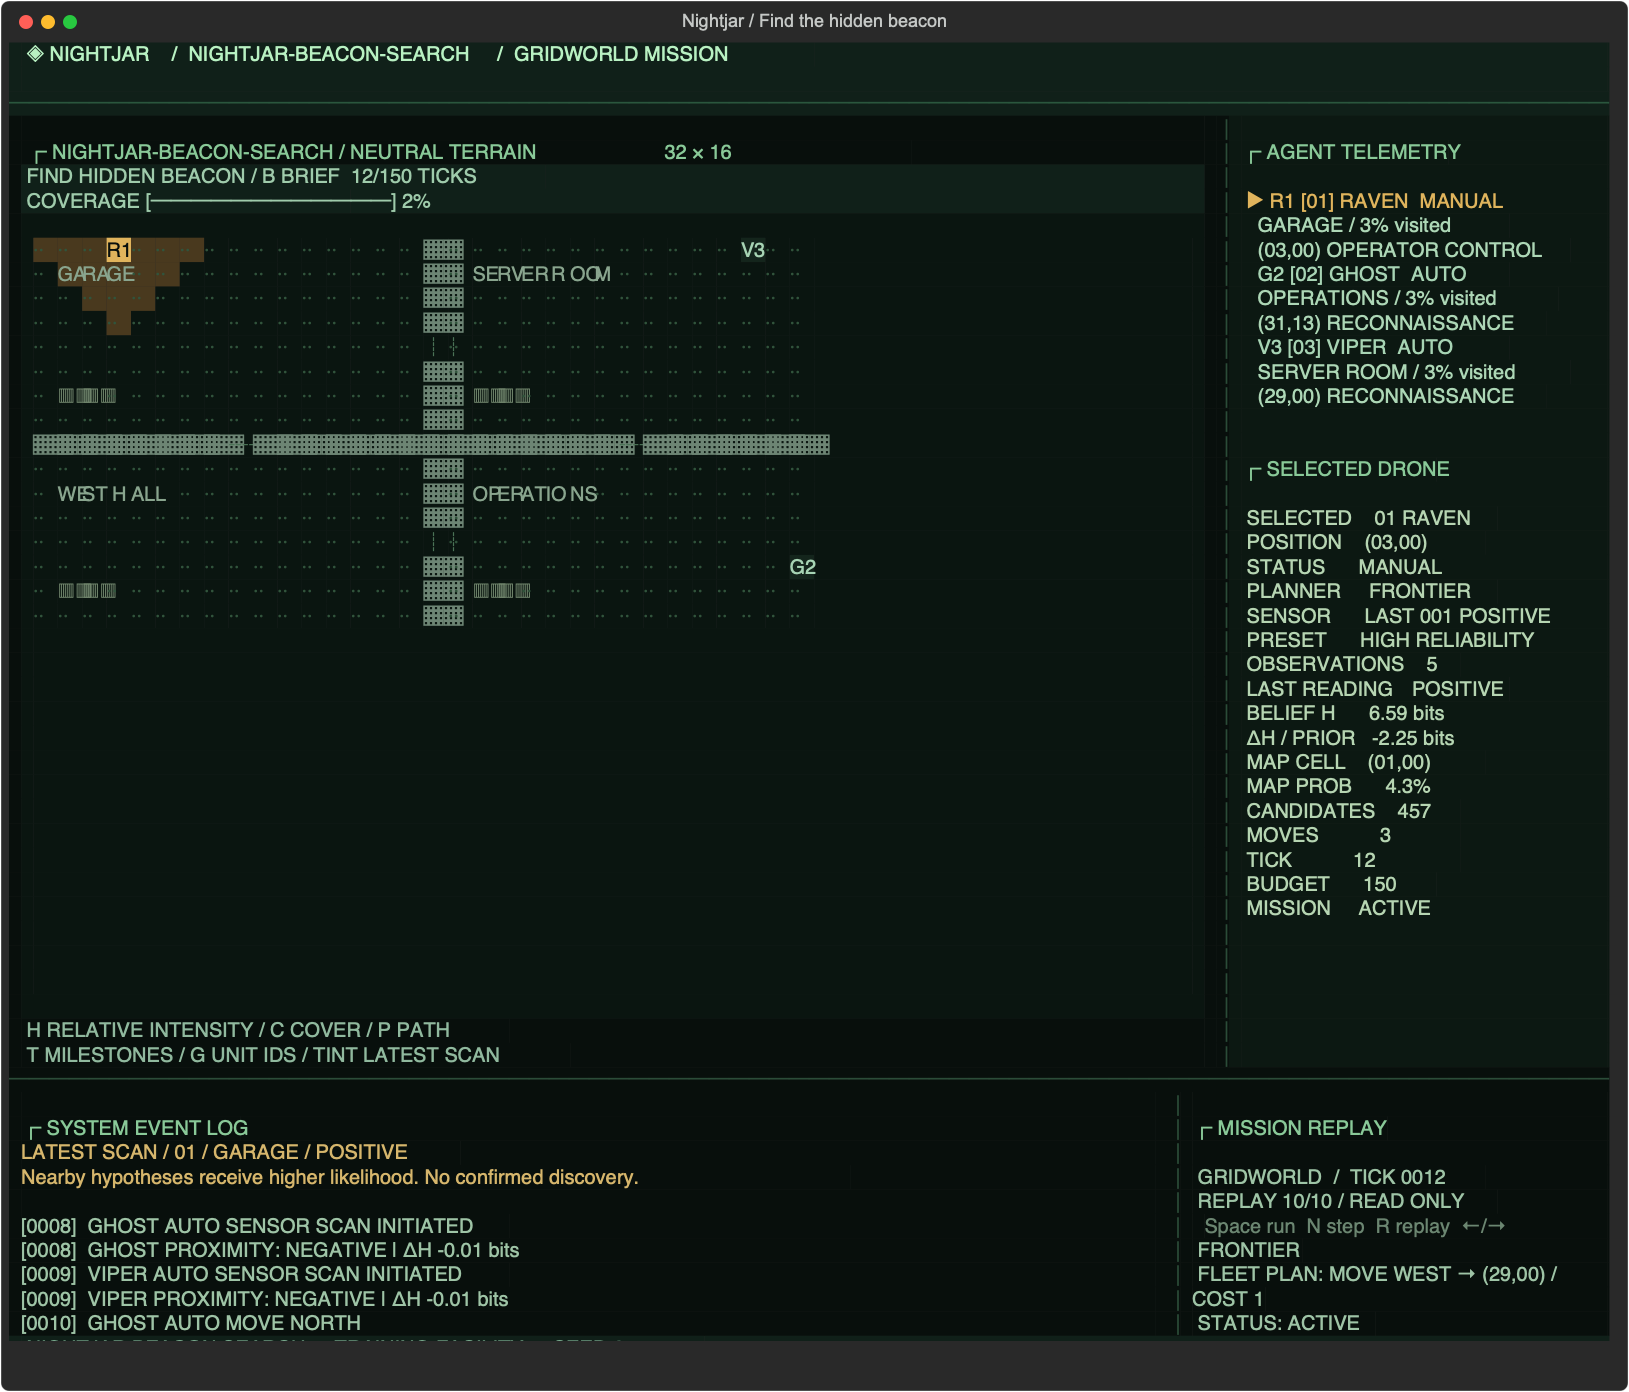 Nightjar / Find the hidden beacon
◈ NIGHTJAR / NIGHTJAR-BEACON-SEARCH / GRIDWORLD MISSION
NIGHTJAR-BEACON-SEARCH / NEUTRAL TERRAIN 32 × 16
FIND HIDDEN BEACON / B BRIEF 12/150 TICKS
COVERAGE [────────────] 2%
R1
V3
GARAGE
SERVER ROOM
WEST HALL
OPERATIONS
G2
H RELATIVE INTENSITY / C COVER / P PATH
T MILESTONES / G UNIT IDS / TINT LATEST SCAN
AGENT TELEMETRY
▶ R1 [01] RAVEN MANUAL
GARAGE / 3% visited
(03,00) OPERATOR CONTROL
G2 [02] GHOST AUTO
OPERATIONS / 3% visited
(31,13) RECONNAISSANCE
V3 [03] VIPER AUTO
SERVER ROOM / 3% visited
(29,00) RECONNAISSANCE
SELECTED DRONE
SELECTED 01 RAVEN
POSITION (03,00)
STATUS MANUAL
PLANNER FRONTIER
SENSOR LAST 001 POSITIVE
PRESET HIGH RELIABILITY
OBSERVATIONS 5
LAST READING POSITIVE
BELIEF H 6.59 bits
ΔH / PRIOR -2.25 bits
MAP CELL (01,00)
MAP PROB 4.3%
CANDIDATES 457
MOVES 3
TICK 12
BUDGET 150
MISSION ACTIVE
SYSTEM EVENT LOG
LATEST SCAN / 01 / GARAGE / POSITIVE
Nearby hypotheses receive higher likelihood. No confirmed discovery.
[0008] GHOST AUTO SENSOR SCAN INITIATED
[0008] GHOST PROXIMITY: NEGATIVE | ΔH -0.01 bits
[0009] VIPER AUTO SENSOR SCAN INITIATED
[0009] VIPER PROXIMITY: NEGATIVE | ΔH -0.01 bits
[0010] GHOST AUTO MOVE NORTH
MISSION REPLAY
GRIDWORLD / TICK 0012
REPLAY 10/10 / READ ONLY
Space run N step R replay ←/→
FRONTIER
FLEET PLAN: MOVE WEST → (29,00) /
COST 1
STATUS: ACTIVE